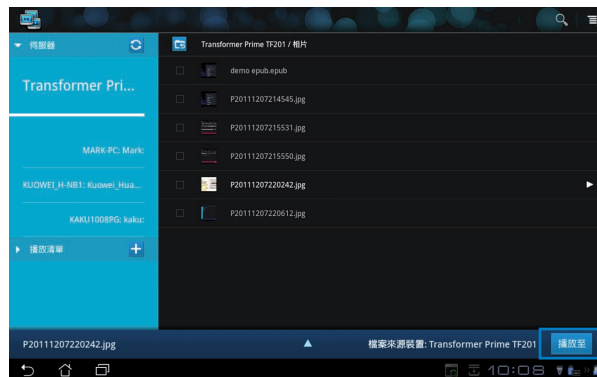 伺服器
Transformer Pri...
MARK-PC: Mark:
KUOWEI_H-NB1: Kuowei_Hua...
KAKU1008PG: kaku:
播放清單
Transformer Prime TF201 / 相片
demo epub.epub
P20111207214545.jpg
P20111207215531.jpg
P20111207215550.jpg
P20111207220242.jpg
P20111207220612.jpg
P20111207220242.jpg
檔案來源裝置: Transformer Prime TF201
播放至
10:08